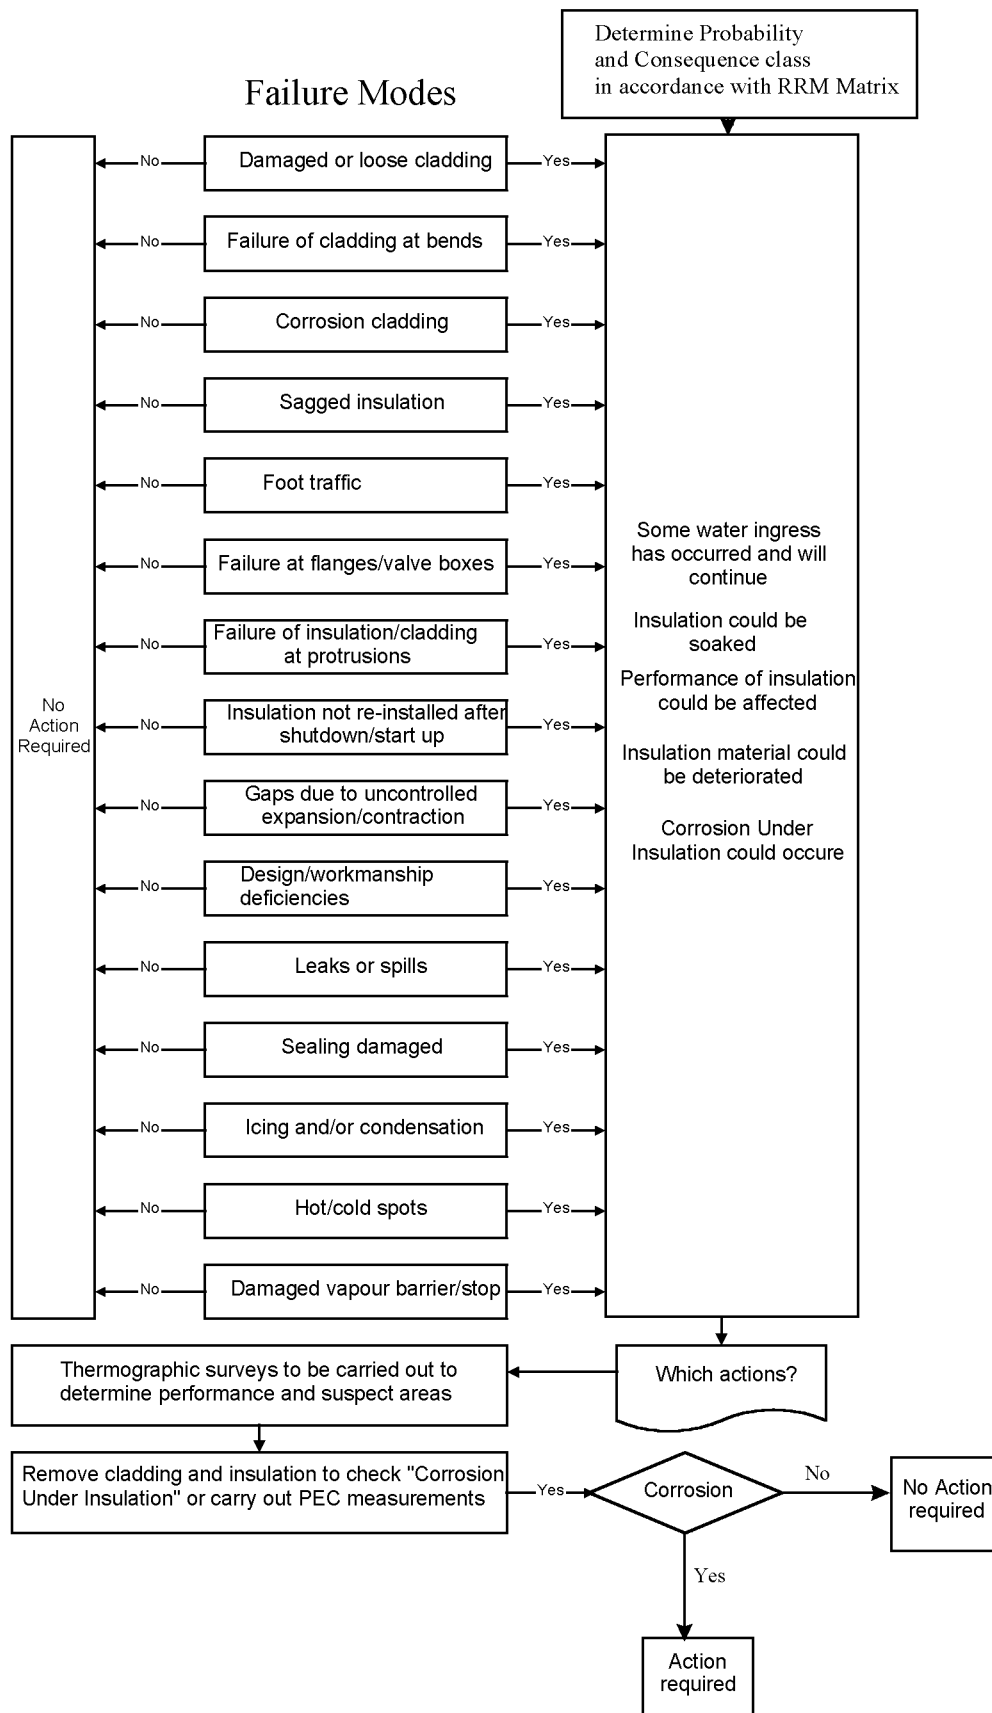 Determine Probability
and Consequence class
in accordance with RRM Matrix
Failure Modes
No
Damaged or loose cladding
Yes
No
Failure of cladding at bends
Yes
No
Corrosion cladding
Yes
No
Sagged insulation
Yes
No
Foot traffic
Yes
No
Failure at flanges/valve boxes
Yes
No
Failure of insulation/cladding
at protrusions
Yes
No
Insulation not re-installed after
shutdown/start up
Yes
No
Gaps due to uncontrolled
expansion/contraction
Yes
No
Design/workmanship
deficiencies
Yes
No
Leaks or spills
Yes
No
Sealing damaged
Yes
No
Icing and/or condensation
Yes
No
Hot/cold spots
Yes
No
Damaged vapour barrier/stop
Yes
No
Action
Required
Some water ingress
has occurred and will
continue
Insulation could be
soaked
Performance of insulation
could be affected
Insulation material could
be deteriorated
Corrosion Under
Insulation could occure
Which actions?
Thermographic surveys to be carried out to
determine performance and suspect areas
Remove cladding and insulation to check "Corrosion
Under Insulation" or carry out PEC measurements
Yes
Corrosion
No
No Action
required
Yes
Action
required